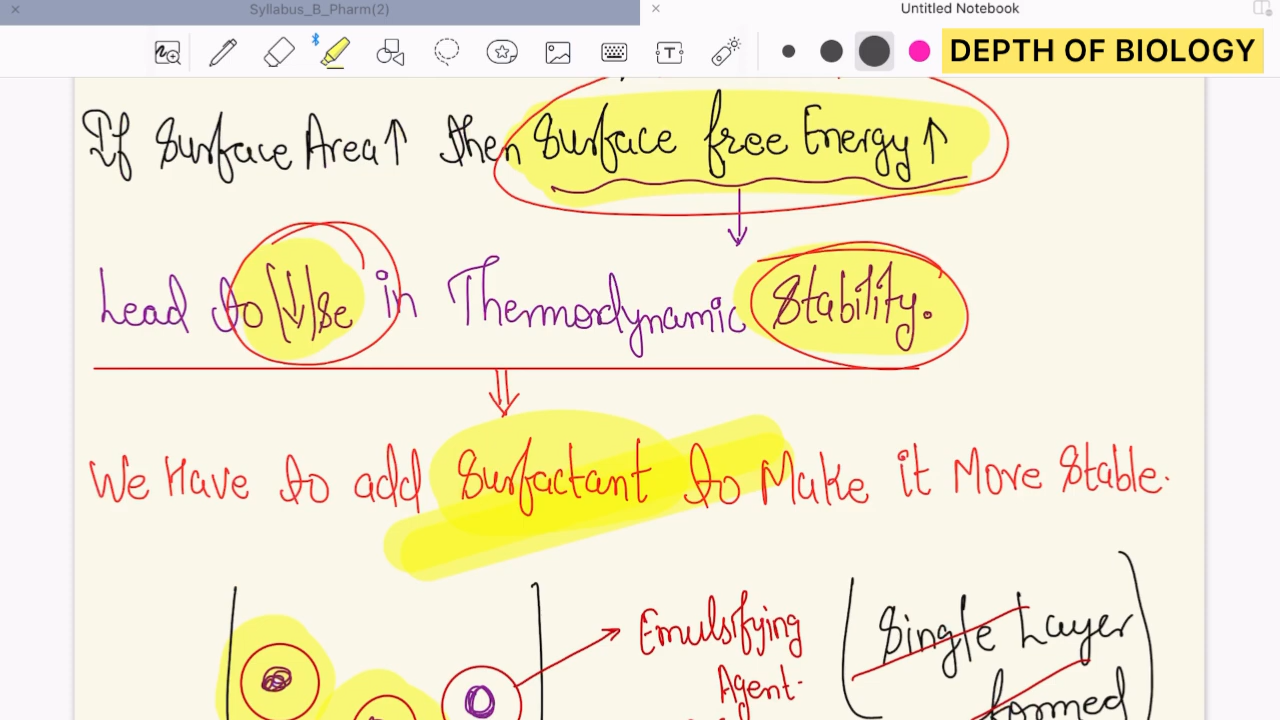 Syllabus_B_Pharm(2)
Untitled Notebook
DEPTH OF BIOLOGY
If Surface Area↑ then Surface free Energy↑
Lead to (↓)se in Thermodynamic Stability.
We Have to add Surfactant to Make it More Stable.
Emulsifying
Agent.
(Single Layer
formed